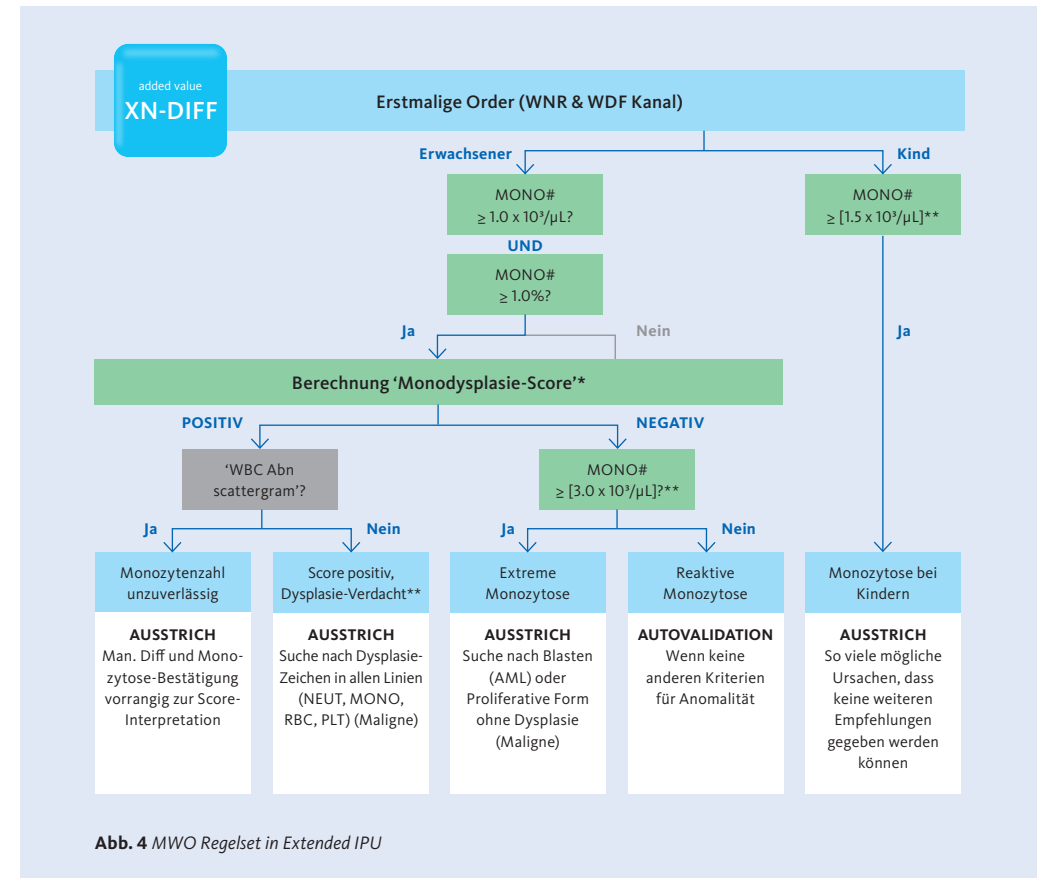 added value
XN-DIFF
Erstmalige Order (WNR & WDF Kanal)
Erwachsener
Kind
MONO#
≥ 1.0 x 10³/µL?
MONO#
≥ [1.5 x 10³/µL]**
UND
MONO#
≥ 1.0%?
Ja
Nein
Ja
Berechnung ‘Monodysplasie-Score’*
POSITIV
NEGATIV
‘WBC Abn
scattergram’?
MONO#
≥ [3.0 x 10³/µL]?**
Ja
Nein
Ja
Nein
Monozytenzahl
unzuverlässig
Score positiv,
Dysplasie-Verdacht**
Extreme
Monozytose
Reaktive
Monozytose
Monozytose bei
Kindern
AUSSTRICH
Man. Diff und Mono-
zytose-Bestätigung
vorrangig zur Score-
Interpretation
AUSSTRICH
Suche nach Dysplasie-
Zeichen in allen Linien
(NEUT, MONO,
RBC, PLT) (Maligne)
AUSSTRICH
Suche nach Blasten
(AML) oder
Proliferative Form
ohne Dysplasie
(Maligne)
AUTOVALIDATION
Wenn keine
anderen Kriterien
für Anomalität
AUSSTRICH
So viele mögliche
Ursachen, dass
keine weiteren
Empfehlungen
gegeben werden
können
Abb. 4 MWO Regelset in Extended IPU